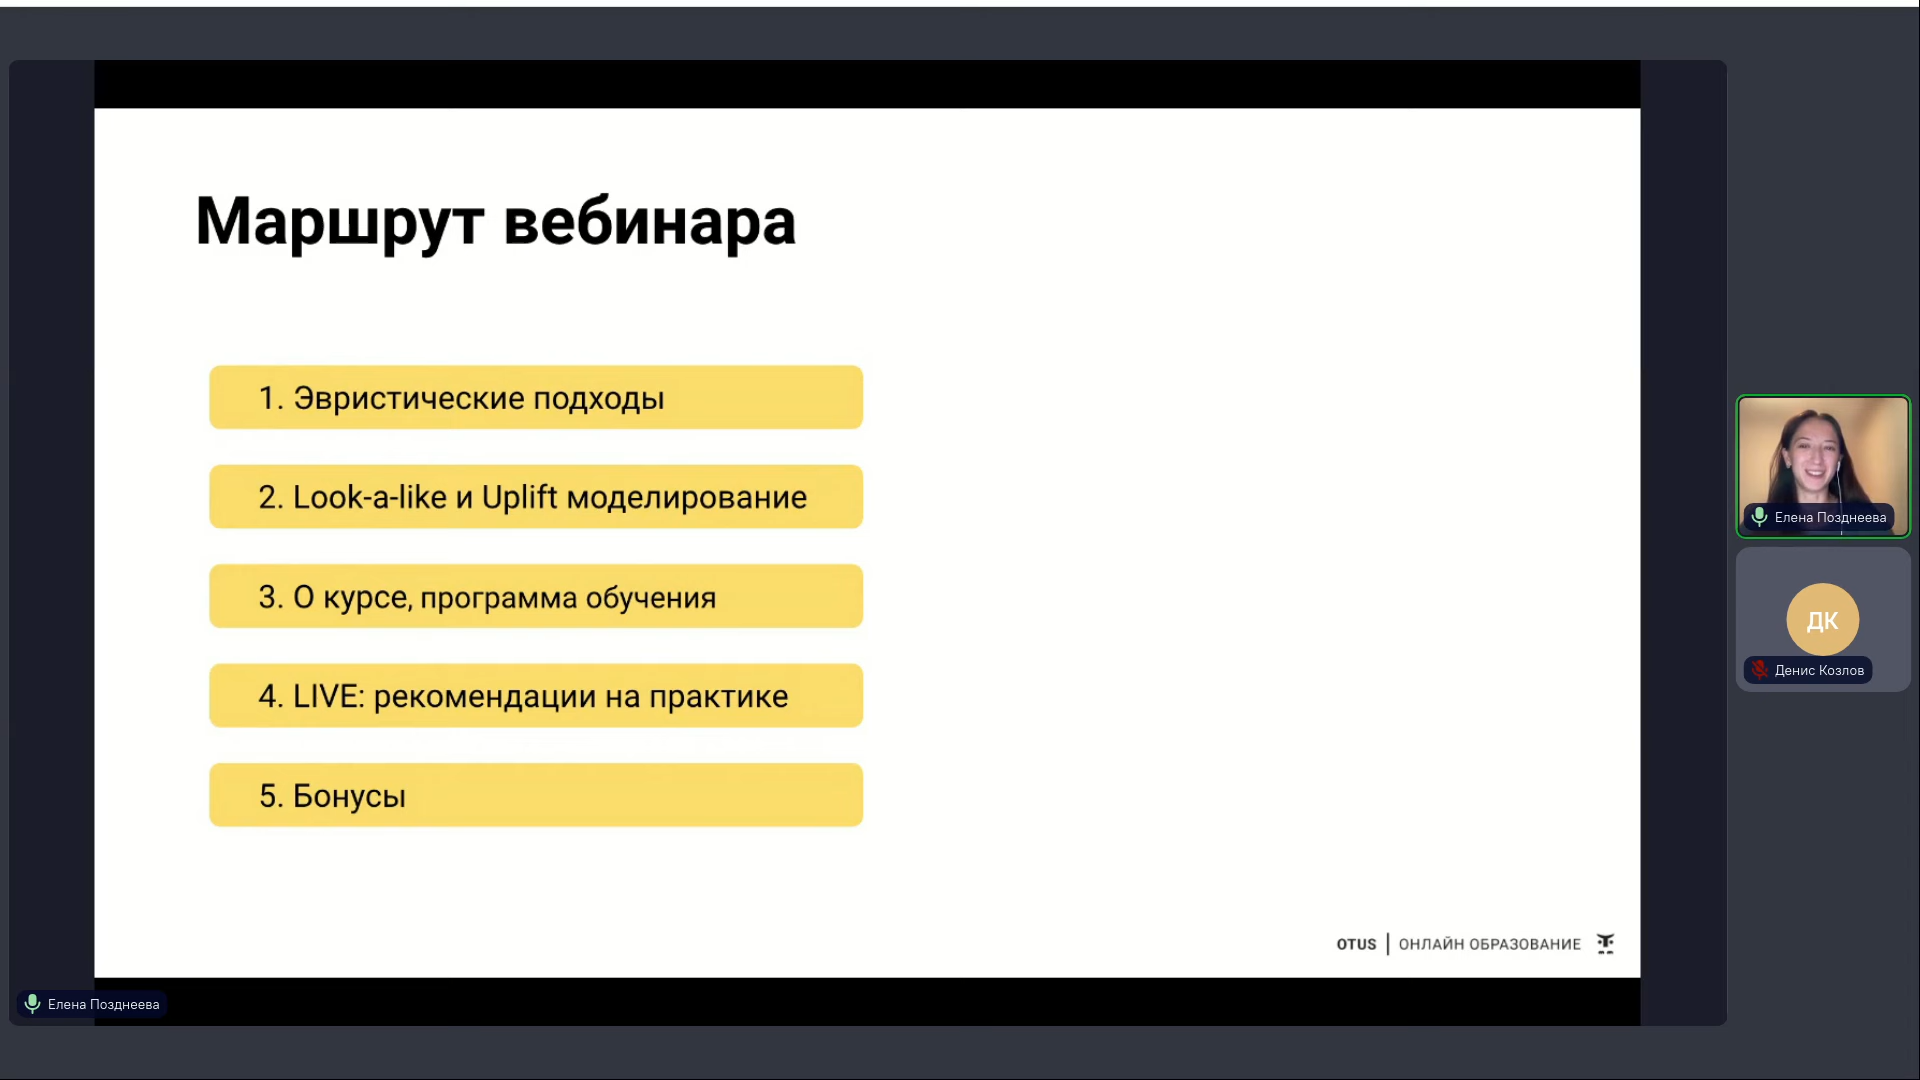 Маршрут вебинара
1. Эвристические подходы
2. Look-a-like и Uplift моделирование
3. О курсе, программа обучения
4. LIVE: рекомендации на практике
5. Бонусы
OTUS | ОНЛАЙН ОБРАЗОВАНИЕ
Елена Позднеева
Елена Позднеева
ДК
Денис Козлов